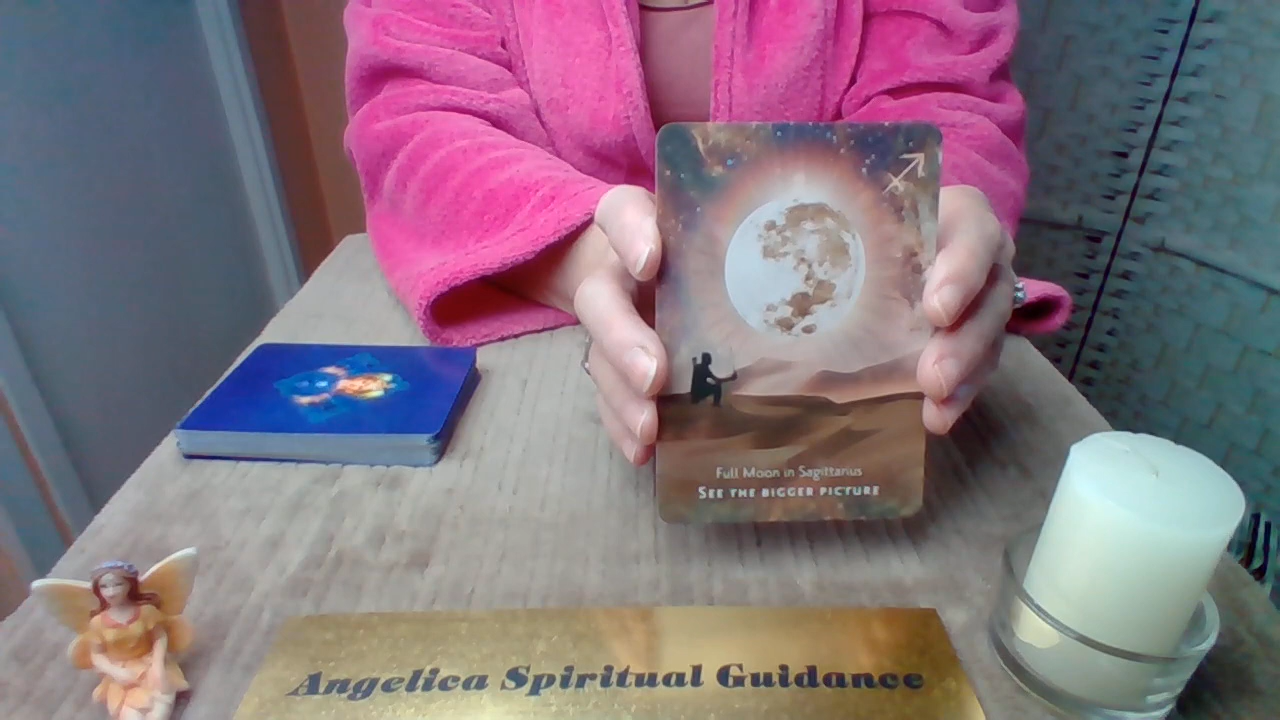 Full Moon in Sagittarius
SEE THE BIGGER PICTURE
Angelica Spiritual Guidance